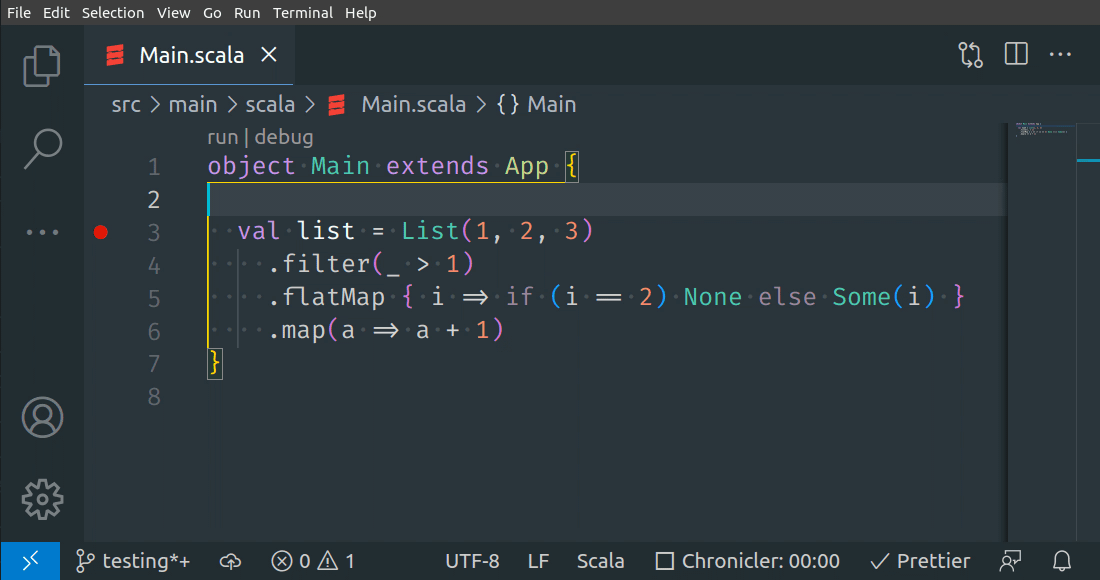 File Edit Selection View Go Run Terminal Help
Main.scala
src > main > scala > Main.scala > {} Main
run | debug
1 object Main extends App {
2
3   val list = List(1, 2, 3)
4     .filter(_ > 1)
5     .flatMap { i => if (i == 2) None else Some(i) }
6     .map(a => a + 1)
7 }
8
testing*+ 0 1 UTF-8 LF Scala Chronicler: 00:00 Prettier